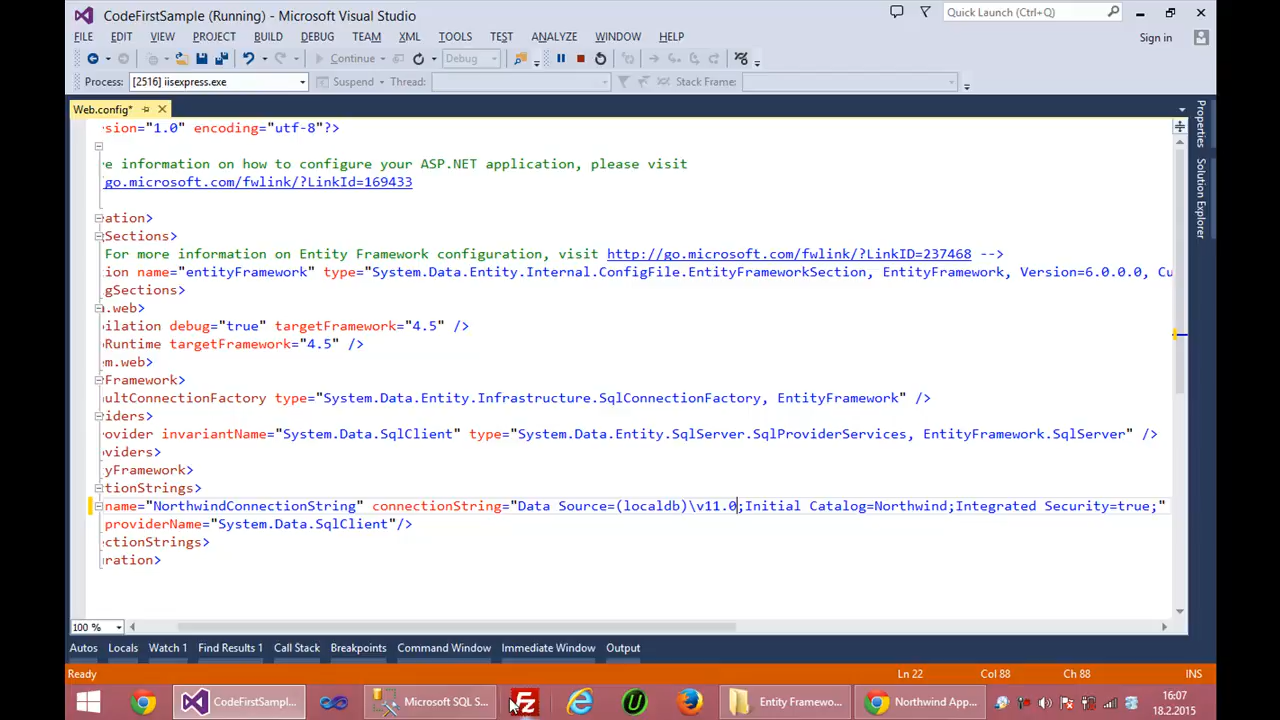 CodeFirstSample (Running) - Microsoft Visual Studio
Quick Launch (Ctrl+Q)
FILE EDIT VIEW PROJECT BUILD DEBUG TEAM XML TOOLS TEST ANALYZE WINDOW HELP
Sign in
Continue Debug
Process: [2516] iisexpress.exe Suspend Thread: Stack Frame:
Web.config*
sion="1.0" encoding="utf-8"?>
e information on how to configure your ASP.NET application, please visit
go.microsoft.com/fwlink/?LinkId=169433
ation>
Sections>
For more information on Entity Framework configuration, visit http://go.microsoft.com/fwlink/?LinkID=237468 -->
ion name="entityFramework" type="System.Data.Entity.Internal.ConfigFile.EntityFrameworkSection, EntityFramework, Version=6.0.0.0, Cu
gSections>
.web>
ilation debug="true" targetFramework="4.5" />
Runtime targetFramework="4.5" />
m.web>
Framework>
ultConnectionFactory type="System.Data.Entity.Infrastructure.SqlConnectionFactory, EntityFramework" />
iders>
ovider invariantName="System.Data.SqlClient" type="System.Data.Entity.SqlServer.SqlProviderServices, EntityFramework.SqlServer" />
oviders>
yFramework>
tionStrings>
name="NorthwindConnectionString" connectionString="Data Source=(localdb)\v11.0;Initial Catalog=Northwind;Integrated Security=true;"
providerName="System.Data.SqlClient"/>
ectionStrings>
ration>
Properties
Solution Explorer
100 %
Autos Locals Watch 1 Find Results 1 Call Stack Breakpoints Command Window Immediate Window Output
Ready Ln 22 Col 88 Ch 88 INS
CodeFirstSample... Microsoft SQL S... Entity Framewo... Northwind App...
16:07
18.2.2015